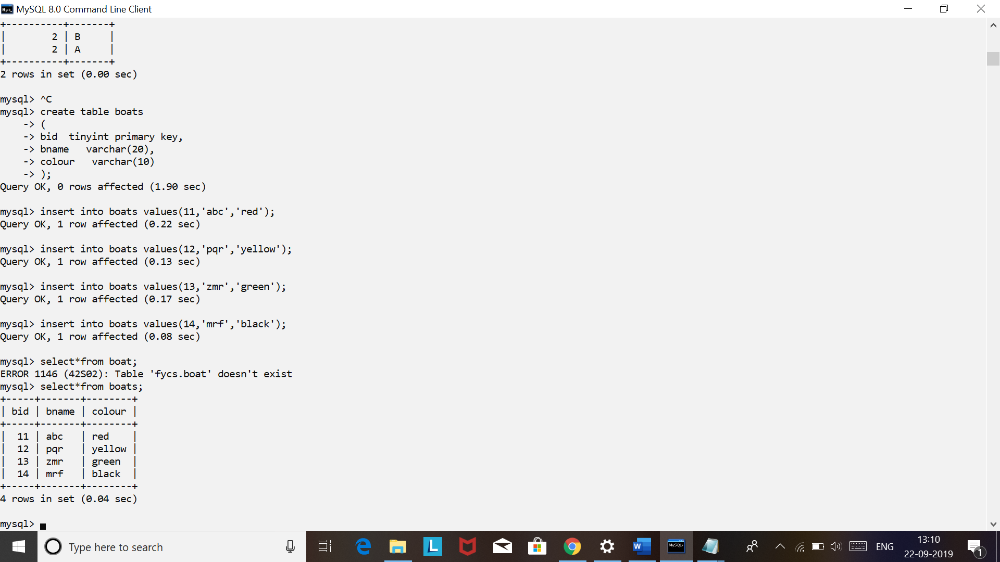 MySQL 8.0 Command Line Client
+----------+-------+
|        2 | B     |
|        2 | A     |
+----------+-------+
2 rows in set (0.00 sec)
mysql> ^C
mysql> create table boats
    -> (
    -> bid  tinyint primary key,
    -> bname   varchar(20),
    -> colour   varchar(10)
    -> );
Query OK, 0 rows affected (1.90 sec)
mysql> insert into boats values(11,'abc','red');
Query OK, 1 row affected (0.22 sec)
mysql> insert into boats values(12,'pqr','yellow');
Query OK, 1 row affected (0.13 sec)
mysql> insert into boats values(13,'zmr','green');
Query OK, 1 row affected (0.17 sec)
mysql> insert into boats values(14,'mrf','black');
Query OK, 1 row affected (0.08 sec)
mysql> select*from boat;
ERROR 1146 (42S02): Table 'fycs.boat' doesn't exist
mysql> select*from boats;
+-----+-------+--------+
| bid | bname | colour |
+-----+-------+--------+
|  11 | abc   | red    |
|  12 | pqr   | yellow |
|  13 | zmr   | green  |
|  14 | mrf   | black  |
+-----+-------+--------+
4 rows in set (0.04 sec)
mysql>
Type here to search
L
W
MySQL
ENG
13:10
22-09-2019
1